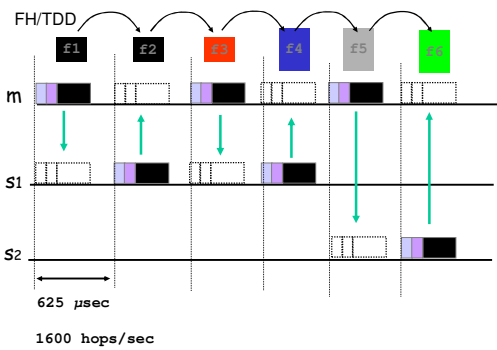 FH/TDD
f1 f2 f3 f4 f5 f6
m
s1
s2
625 µsec
1600 hops/sec